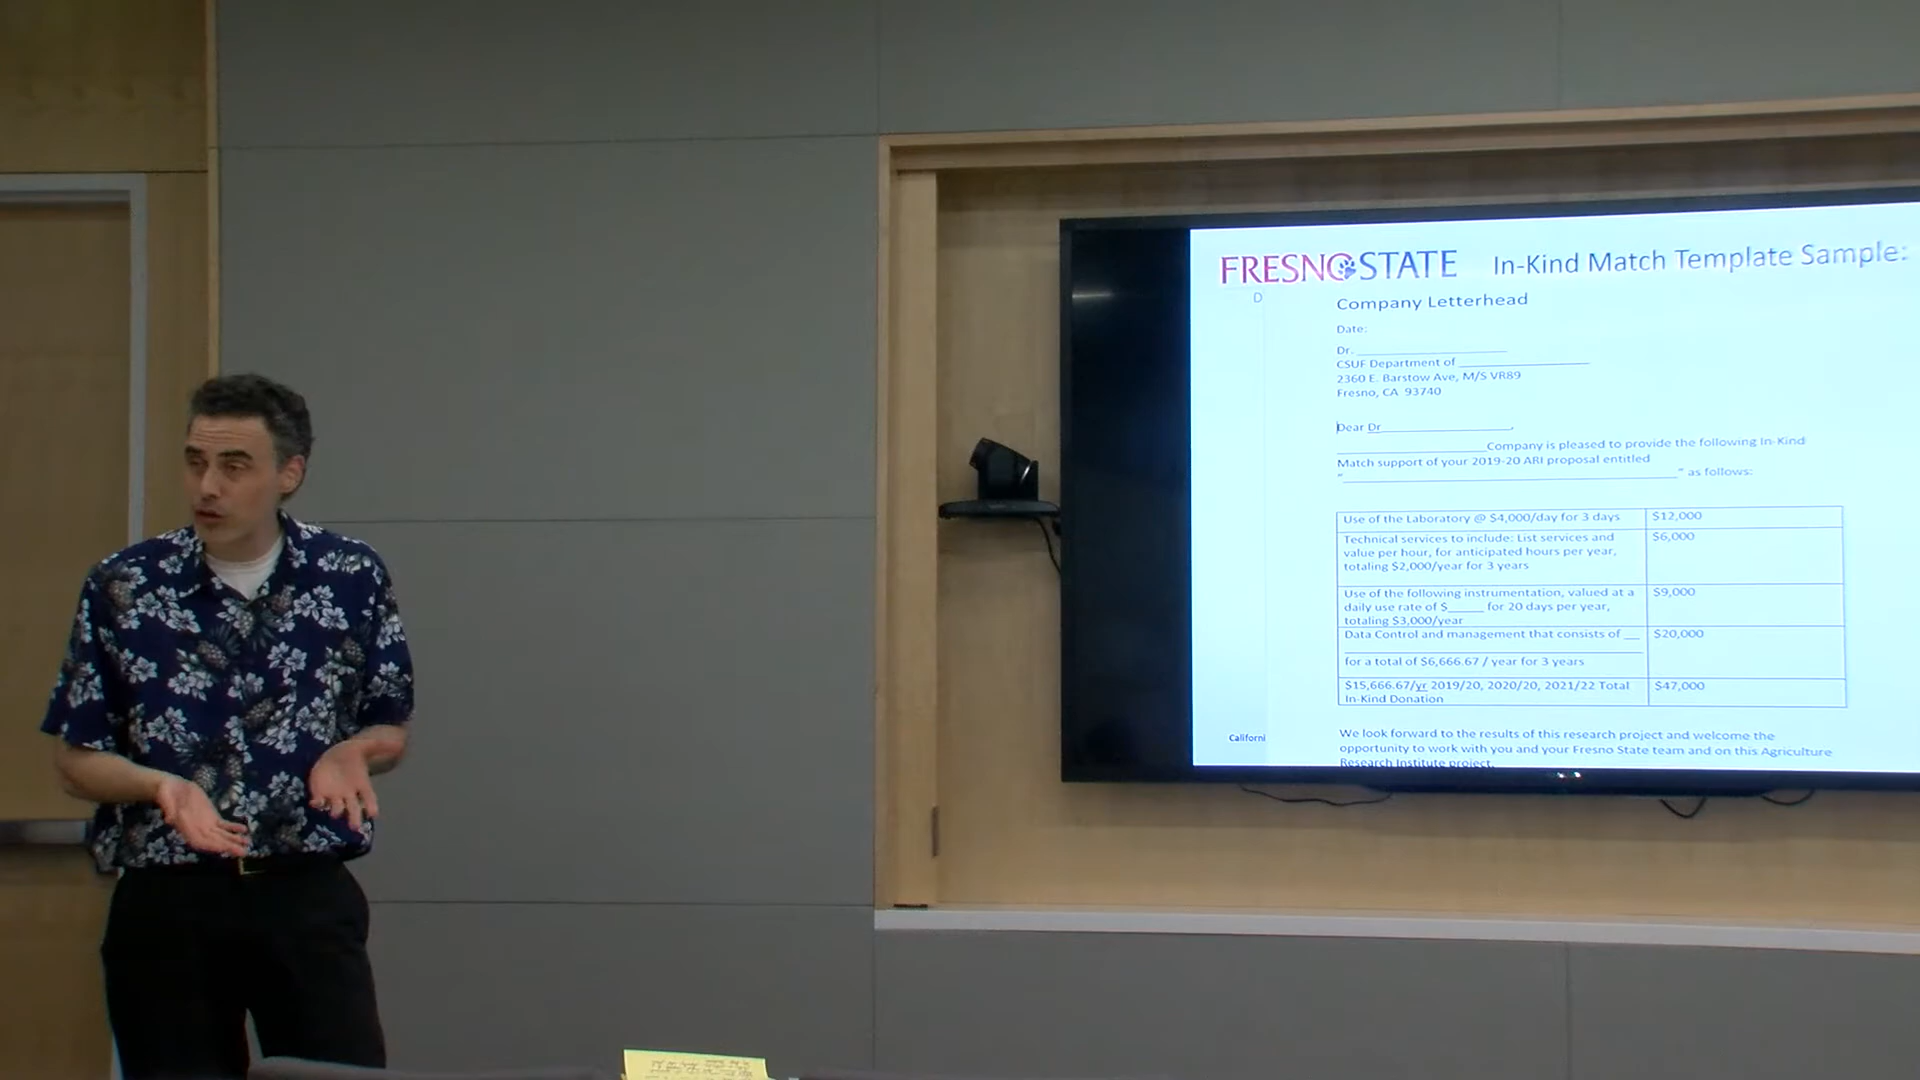 FRESNO STATE In-Kind Match Template Sample:
D
Company Letterhead
Date:
Dr.
CSUF Department of
2360 E. Barstow Ave, M/S VR89
Fresno, CA 93740
Dear Dr
Company is pleased to provide the following In-Kind
Match support of your 2019-20 ARI proposal entitled
“ ” as follows:
Use of the Laboratory @ $4,000/day for 3 days $12,000
Technical services to include: List services and $6,000
value per hour, for anticipated hours per year,
totaling $2,000/year for 3 years
Use of the following instrumentation, valued at a $9,000
daily use rate of $_____ for 20 days per year,
totaling $3,000/year
Data Control and management that consists of __ $20,000
for a total of $6,666.67 / year for 3 years
$15,666.67/yr 2019/20, 2020/20, 2021/22 Total $47,000
In-Kind Donation
We look forward to the results of this research project and welcome the
opportunity to work with you and your Fresno State team and on this Agriculture
Research Institute project.
Californi